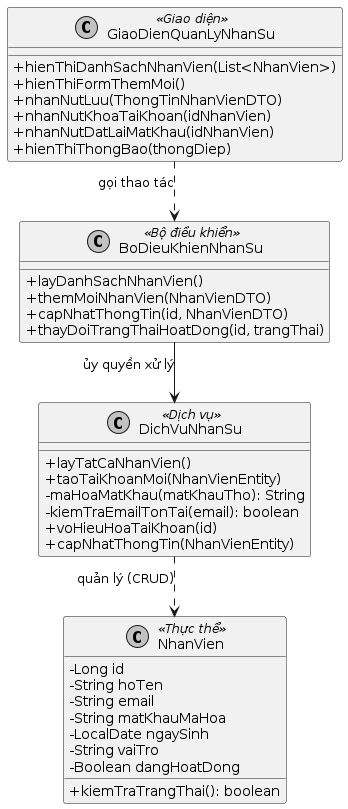 C
«Giao diện»
GiaoDienQuanLyNhanSu
+hienThiDanhSachNhanVien(List<NhanVien>)
+hienThiFormThemMoi()
+nhanNutLuu(ThongTinNhanVienDTO)
+nhanNutKhoaTaiKhoan(idNhanVien)
+nhanNutDatLaiMatKhau(idNhanVien)
+hienThiThongBao(thongDiep)
gọi thao tác
C
«Bộ điều khiển»
BoDieuKhienNhanSu
+layDanhSachNhanVien()
+themMoiNhanVien(NhanVienDTO)
+capNhatThongTin(id, NhanVienDTO)
+thayDoiTrangThaiHoatDong(id, trangThai)
ủy quyền xử lý
C
«Dịch vụ»
DichVuNhanSu
+layTatCaNhanVien()
+taoTaiKhoanMoi(NhanVienEntity)
-maHoaMatKhau(matKhauTho): String
-kiemTraEmailTonTai(email): boolean
+voHieuHoaTaiKhoan(id)
+capNhatThongTin(NhanVienEntity)
quản lý (CRUD)
C
«Thực thể»
NhanVien
-Long id
-String hoTen
-String email
-String matKhauMaHoa
-LocalDate ngaySinh
-String vaiTro
-Boolean dangHoatDong
+kiemTraTrangThai(): boolean